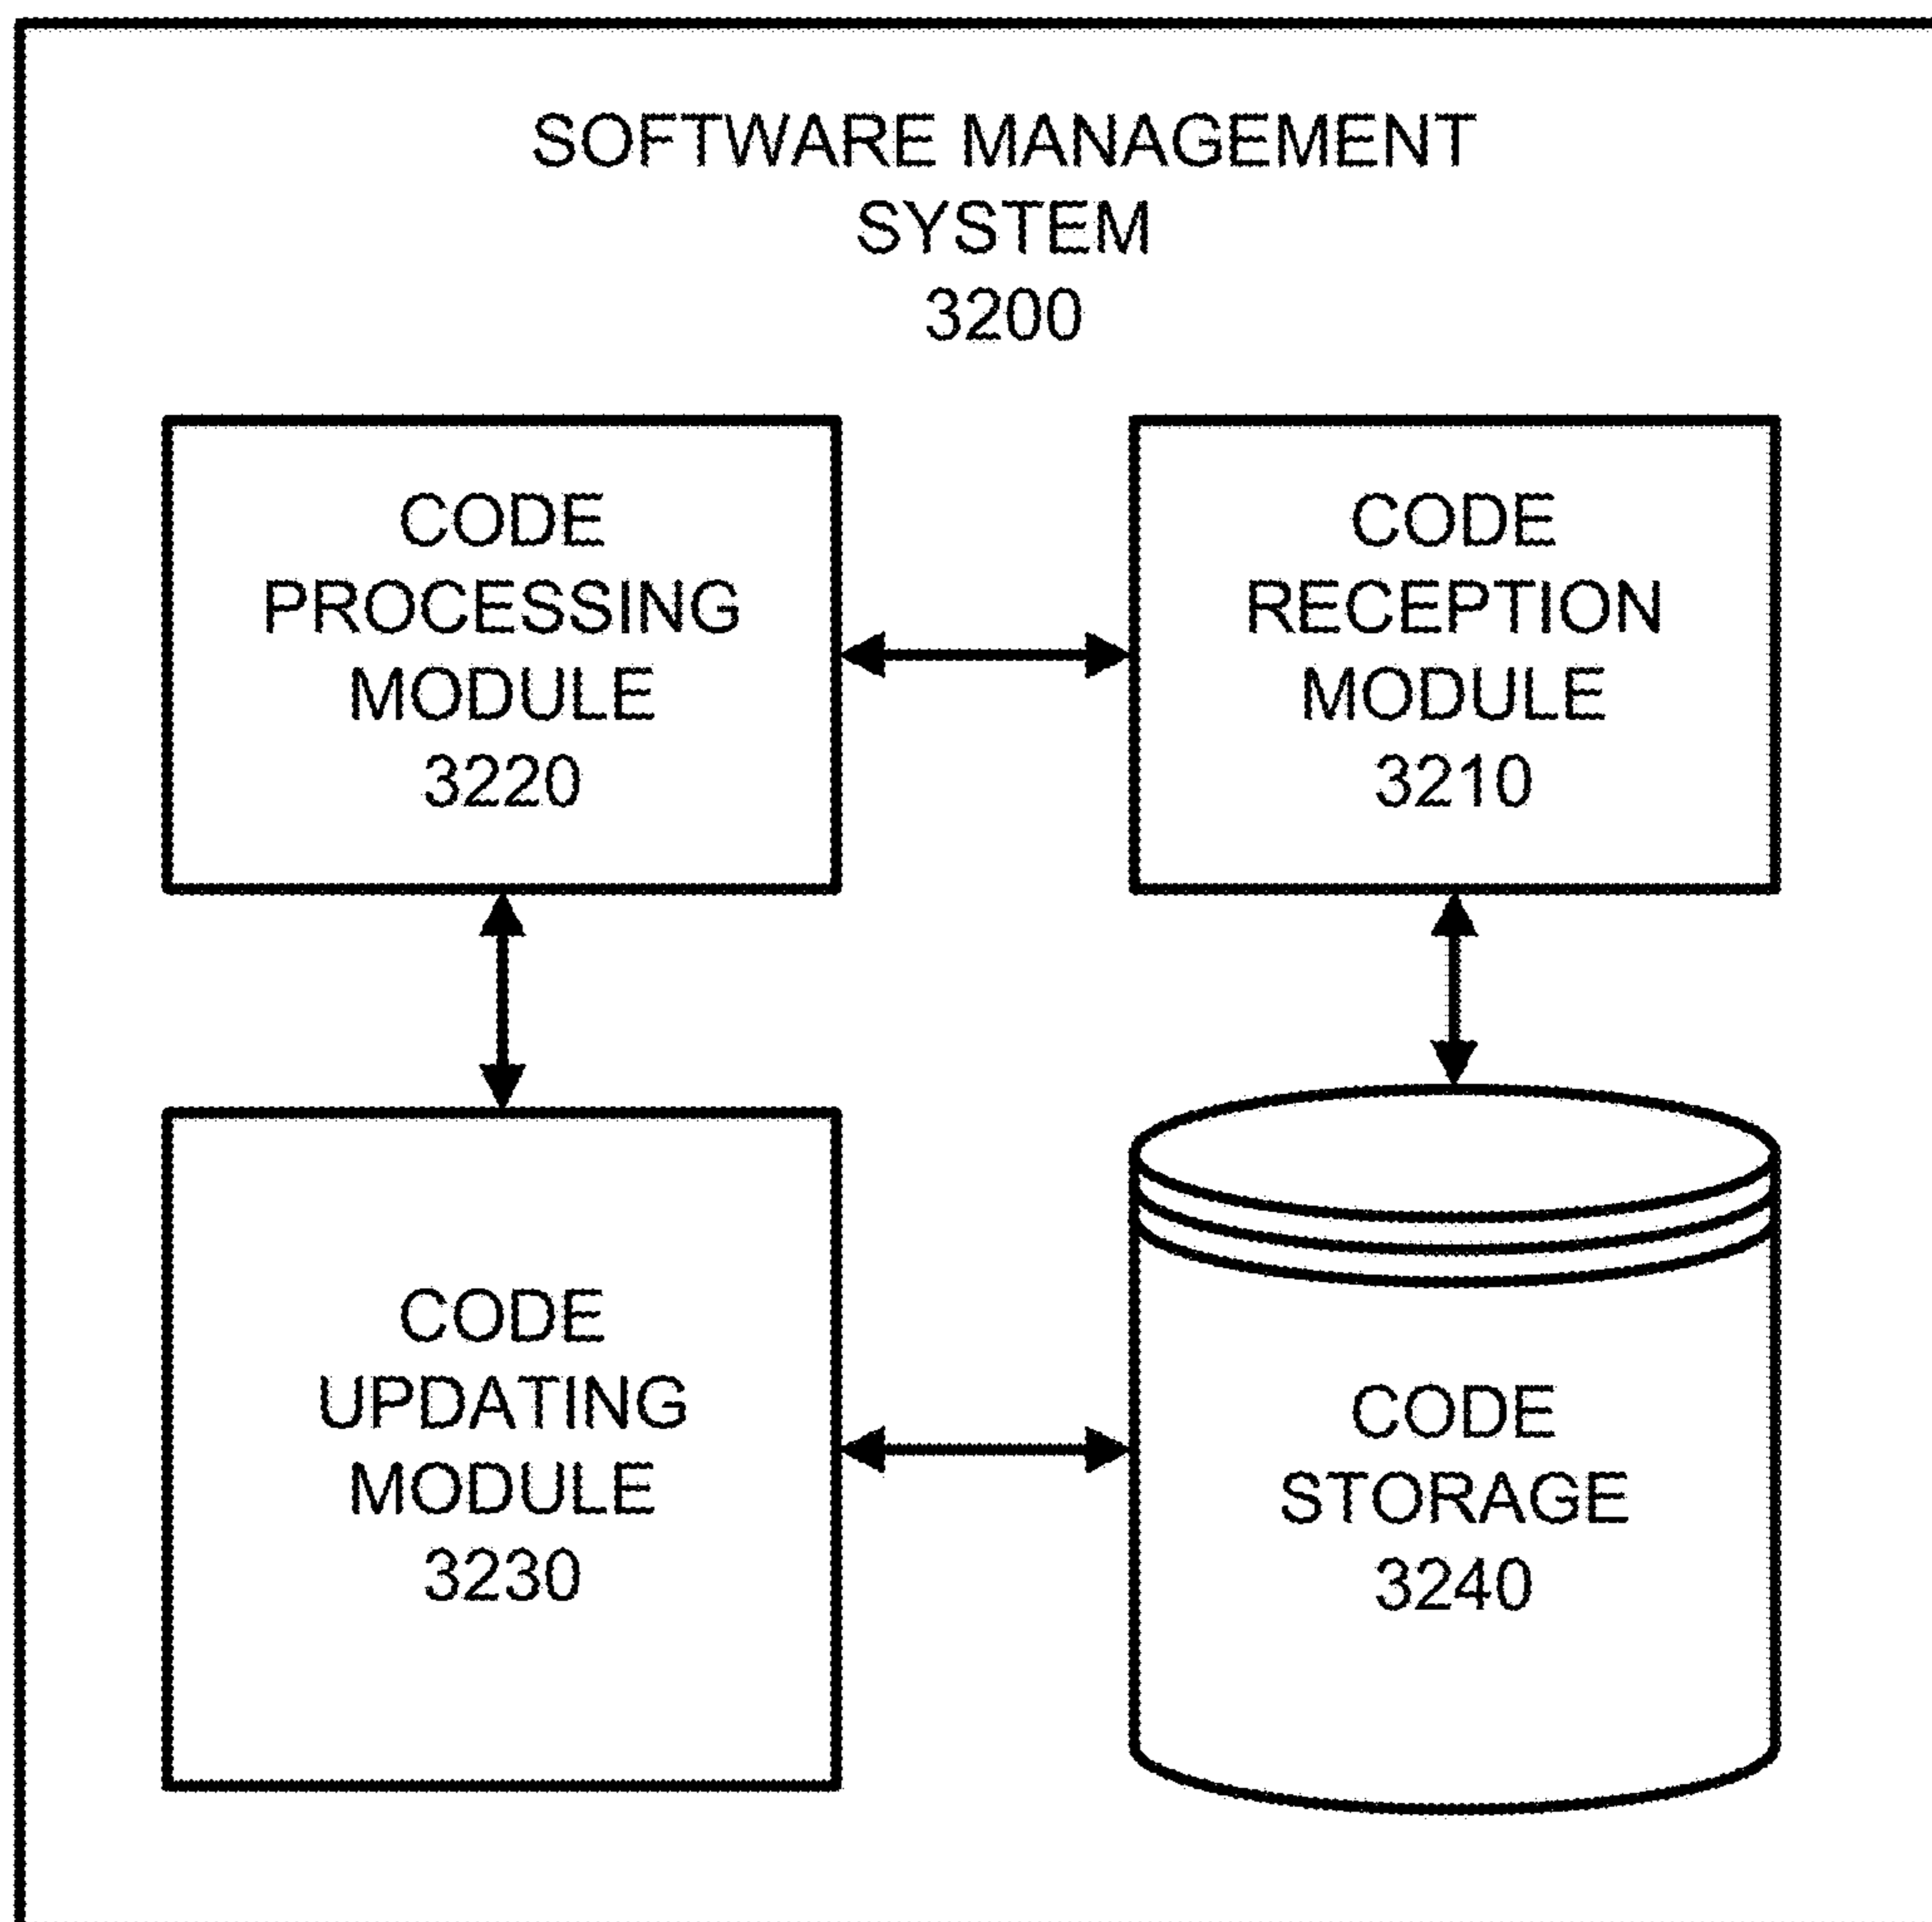 SOFTWARE MANAGEMENT
SYSTEM
3200
CODE
PROCESSING
MODULE
3220
CODE
RECEPTION
MODULE
3210
CODE
UPDATING
MODULE
3230
CODE
STORAGE
3240